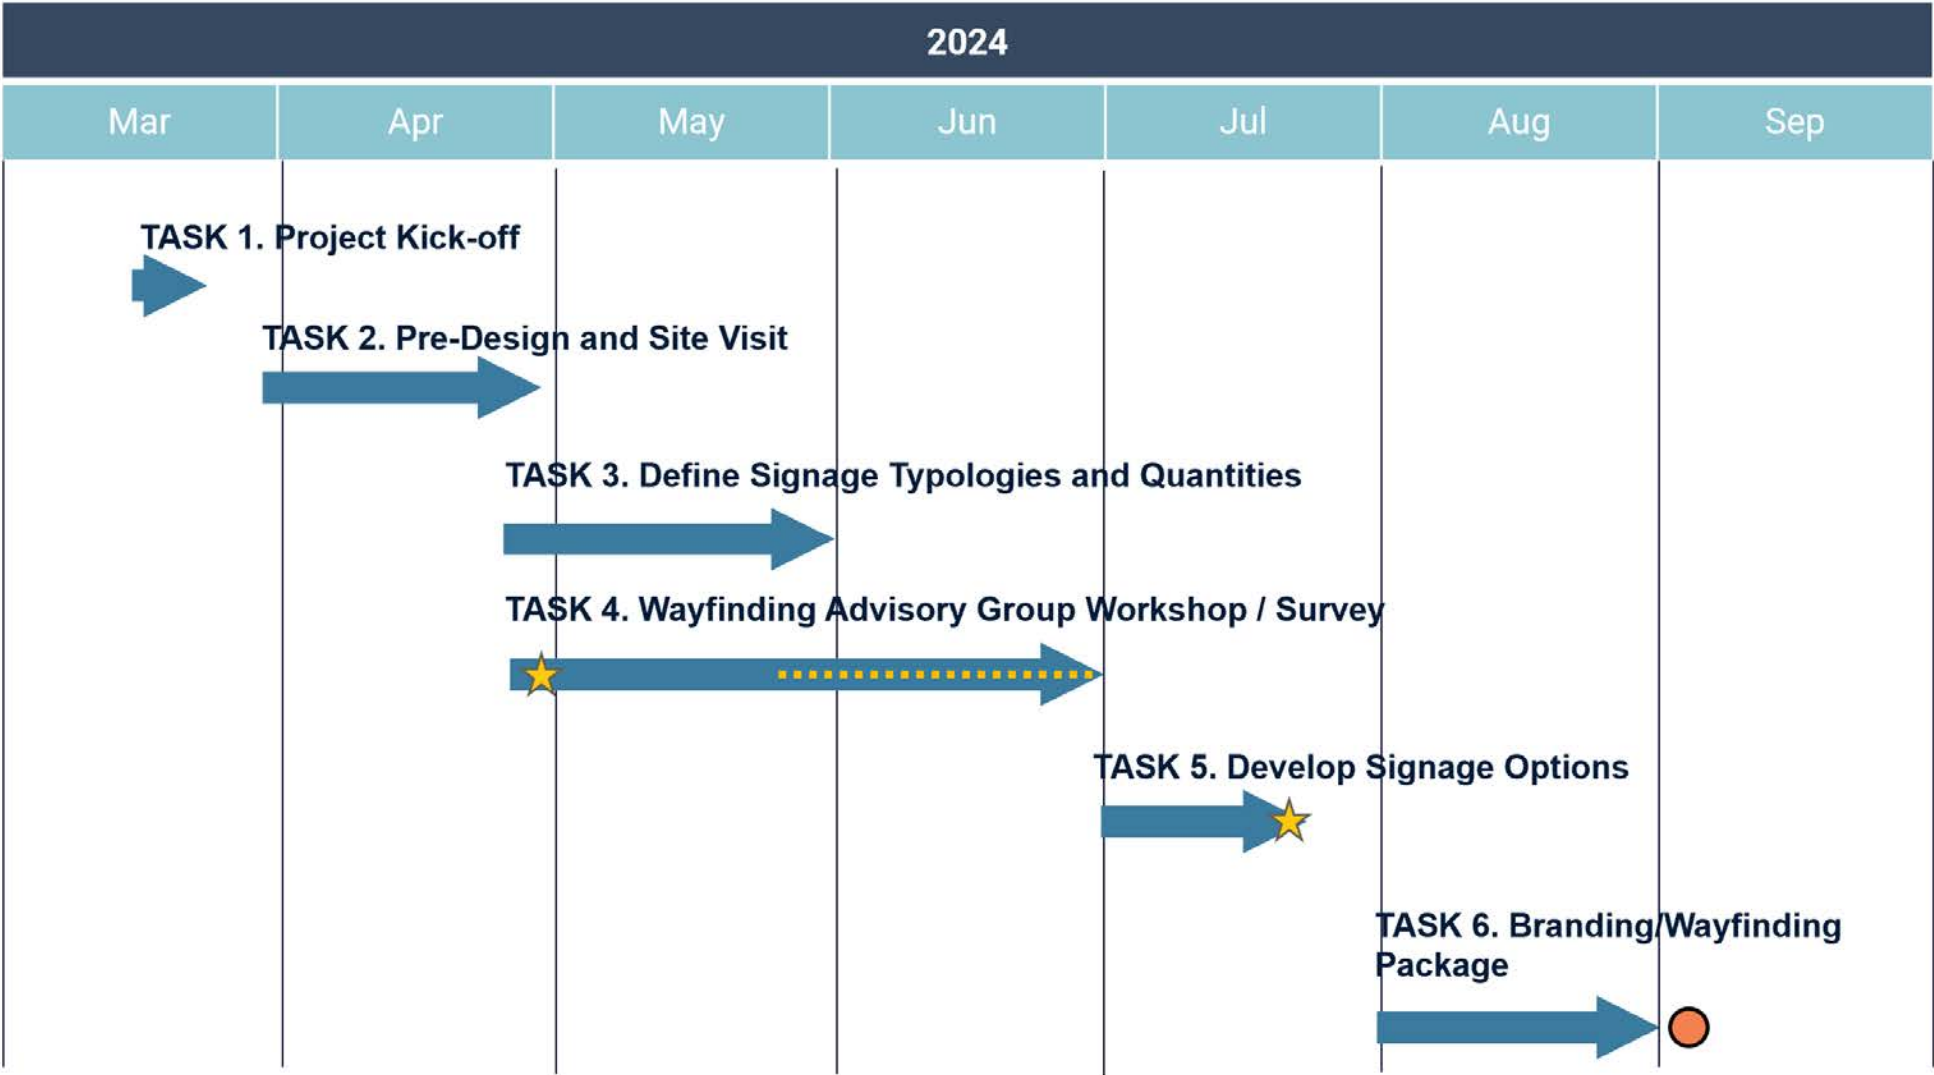 2024
Mar Apr May Jun Jul Aug Sep
TASK 1. Project Kick-off
TASK 2. Pre-Design and Site Visit
TASK 3. Define Signage Typologies and Quantities
TASK 4. Wayfinding Advisory Group Workshop / Survey
TASK 5. Develop Signage Options
TASK 6. Branding/Wayfinding
Package